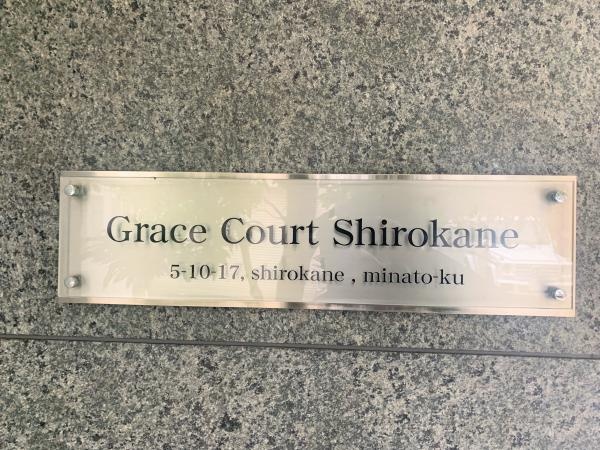 Grace Court Shirokane
5-10-17, shirokane , minato-ku